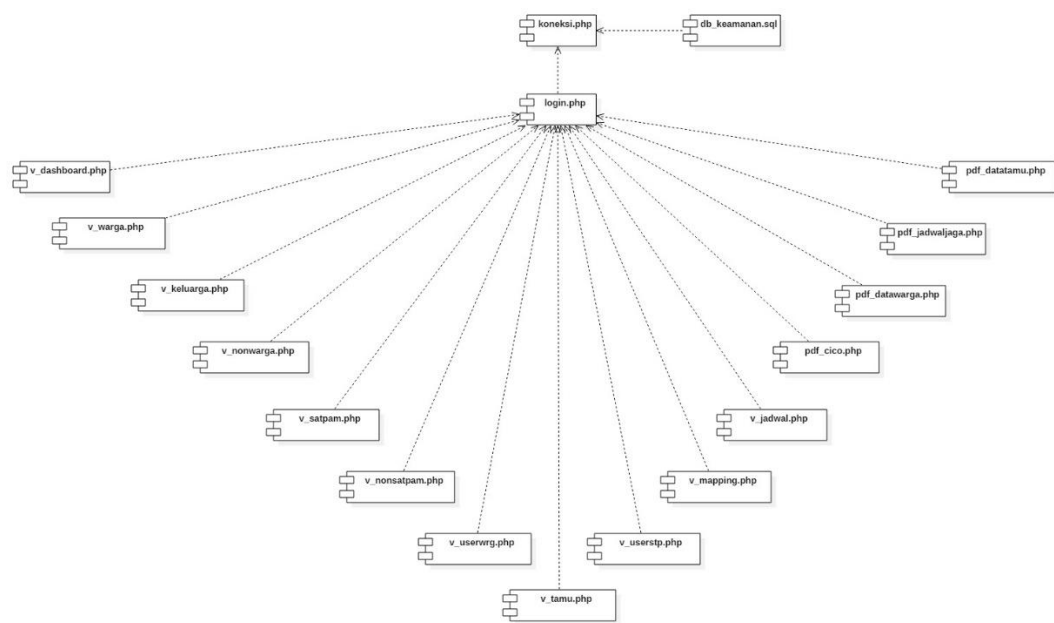 koneksi.php
db_keamanan.sql
login.php
v_dashboard.php
pdf_datatamu.php
v_warga.php
pdf_jadwaljaga.php
v_keluarga.php
pdf_datawarga.php
v_nonwarga.php
pdf_cico.php
v_satpam.php
v_jadwal.php
v_nonsatpam.php
v_mapping.php
v_userwrg.php
v_userstp.php
v_tamu.php